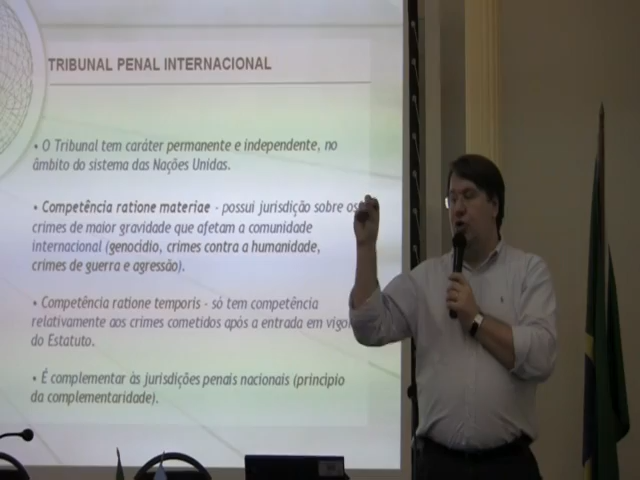 TRIBUNAL PENAL INTERNACIONAL
• O Tribunal tem caráter permanente e independente, no
âmbito do sistema das Nações Unidas.
• Competência ratione materiae - possui jurisdição sobre os
crimes de maior gravidade que afetam a comunidade
internacional (genocídio, crimes contra a humanidade,
crimes de guerra e agressão).
• Competência ratione temporis - só tem competência
relativamente aos crimes cometidos após a entrada em vigor
do Estatuto.
• É complementar às jurisdições penais nacionais (princípio
da complementaridade).